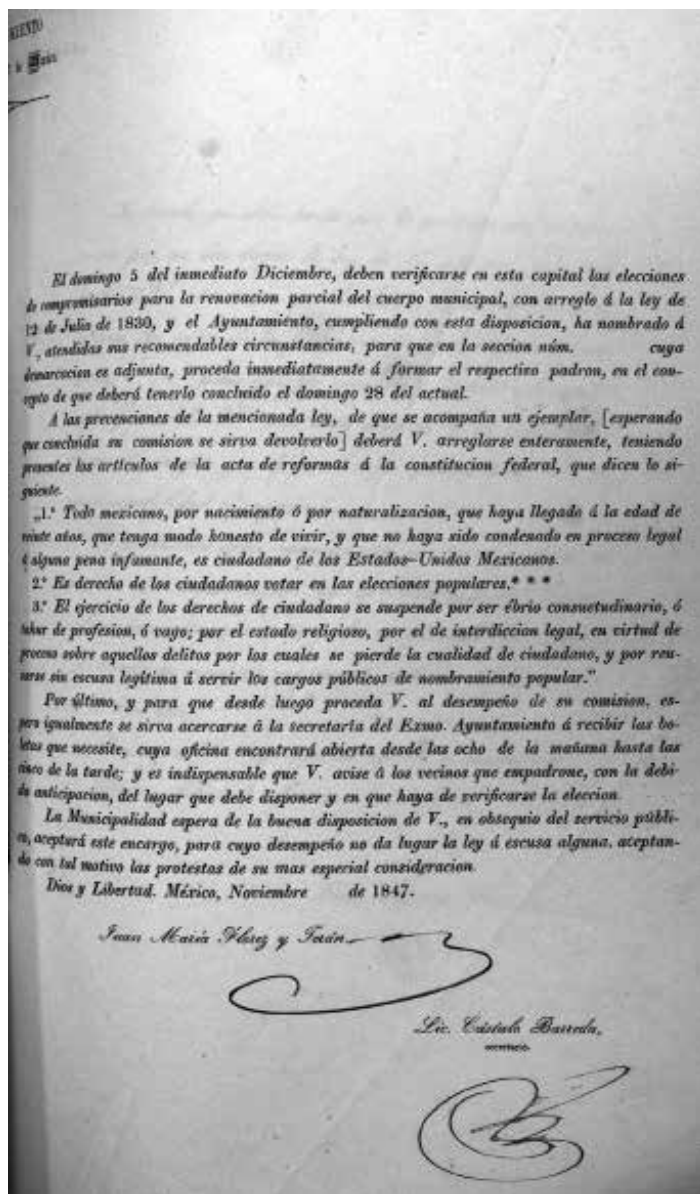 El domingo 5 del inmediato Diciembre, deben verificarse en esta capital las elecciones
de compromisarios para la renovacion parcial del cuerpo municipal, con arreglo á la ley de
12 de Julio de 1830, y el Ayuntamiento, cumpliendo con esta disposicion, ha nombrado á
V., atendidas sus recomendables circunstancias, para que en la seccion núm. cuya
demarcacion es adjunta, proceda inmediatamente á formar el respectivo padron, en el con-
cepto de que deberá tenerlo concluido el domingo 28 del actual.
A las prevenciones de la mencionada ley, de que se acompaña un ejemplar, [esperando
que concluida su comision se sirva devolverlo] deberá V. arreglarse enteramente, teniendo
presentes los artículos de la acta de reformas á la constitucion federal, que dicen lo si-
guiente.
„1.° Todo mexicano, por nacimiento ó por naturalizacion, que haya llegado á la edad de
veinte años, que tenga modo honesto de vivir, y que no haya sido condenado en proceso legal
á alguna pena infamante, es ciudadano de los Estados-Unidos Mexicanos.
2.° Es derecho de los ciudadanos votar en las elecciones populares.* * *
3.° El ejercicio de los derechos de ciudadano se suspende por ser ébrio consuetudinario, ó
tahur de profesion, ó vago; por el estado religioso, por el de interdiccion legal, en virtud de
proceso sobre aquellos delitos por los cuales se pierde la cualidad de ciudadano, y por reu-
sarse sin escusa legítima á servir los cargos públicos de nombramiento popular."
Por último, y para que desde luego proceda V. al desempeño de su comision, es-
pero igualmente se sirva acercarse á la secretaría del Exmo. Ayuntamiento á recibir las bo-
letas que necesite, cuya oficina encontrará abierta desde las ocho de la mañana hasta las
cinco de la tarde; y es indispensable que V. avise á los vecinos que empadrone, con la debi-
da anticipacion, del lugar que debe disponer y en que haya de verificarse la eleccion.
La Municipalidad espera de la buena disposicion de V., en obsequio del servicio públi-
co, aceptará este encargo, para cuyo desempeño no da lugar la ley á escusa alguna, aceptan-
do con tal motivo las protestas de su mas especial consideracion.
Dios y Libertad. México, Noviembre de 1847.
Juan María Flores y Terán
Lic. Cástulo Barreda,